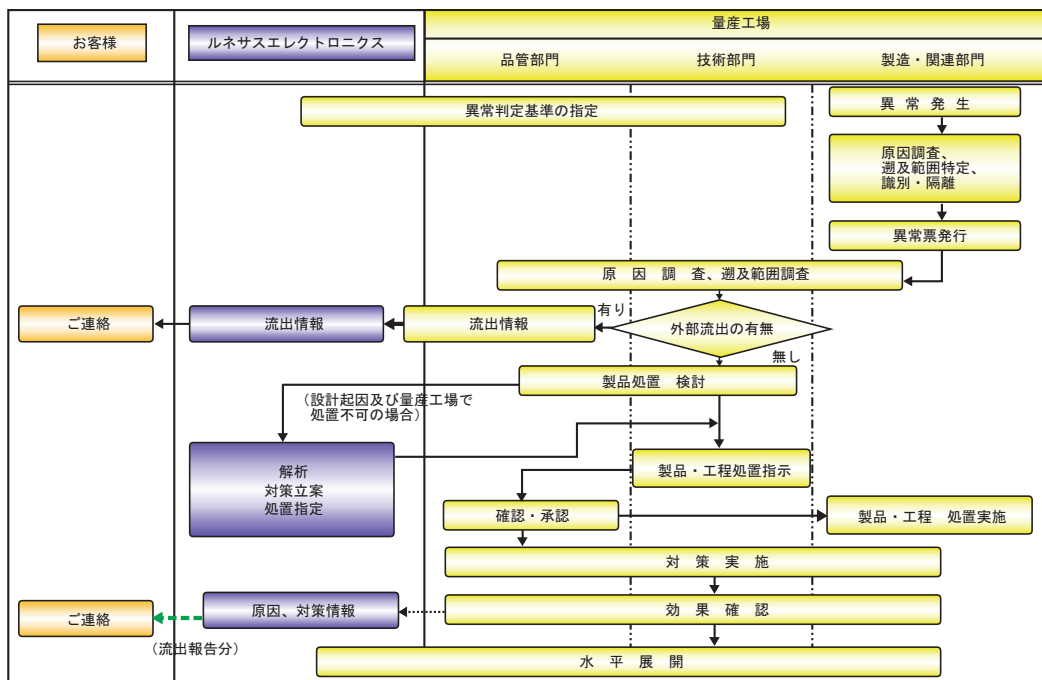 お客様
ルネサスエレクトロニクス
量産工場
品管部門
技術部門
製造・関連部門
異常判定基準の指定
異 常 発 生
原因調査、
遡及範囲特定、
識別・隔離
異常票発行
原 因 調 査、遡及範囲調査
ご連絡
流出情報
流出情報
有り
外部流出の有無
無し
製品処置 検討
(設計起因及び量産工場で
処置不可の場合)
解析
対策立案
処置指定
製品・工程処置指示
確認・承認
製品・工程 処置実施
対 策 実 施
ご連絡
原因、対策情報
効 果 確 認
(流出報告分)
水 平 展 開